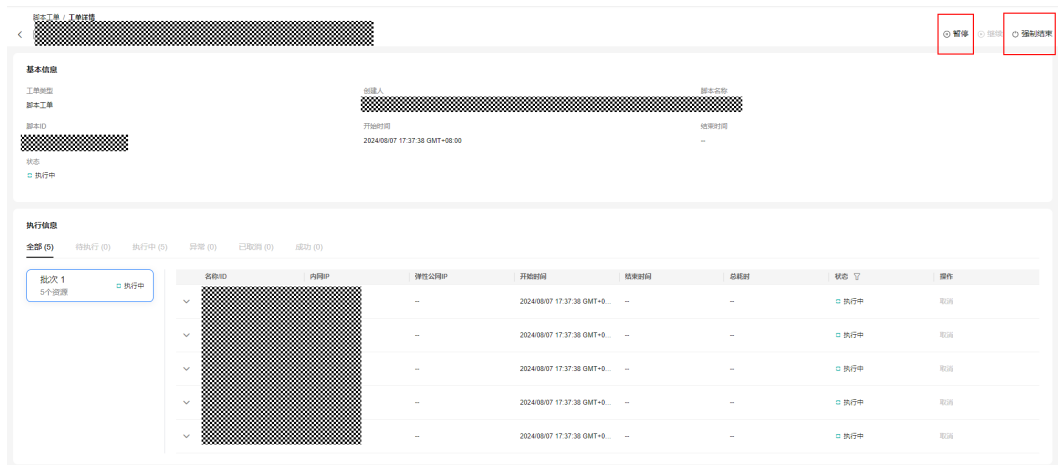 脚本工单 / 工单详情
暂停 继续 强制结束
基本信息
工单类型 创建人 脚本名称
脚本工单
脚本ID 开始时间 结束时间
2024/08/07 17:37:38 GMT+08:00 --
状态
执行中
执行信息
全部 (5) 待执行 (0) 执行中 (5) 异常 (0) 已取消 (0) 成功 (0)
批次 1 执行中
5个资源
名称/ID 内网IP 弹性公网IP 开始时间 结束时间 总耗时 状态 操作
-- 2024/08/07 17:37:38 GMT+0... -- -- 执行中 取消
-- 2024/08/07 17:37:38 GMT+0... -- -- 执行中 取消
-- 2024/08/07 17:37:38 GMT+0... -- -- 执行中 取消
-- 2024/08/07 17:37:38 GMT+0... -- -- 执行中 取消
-- 2024/08/07 17:37:38 GMT+0... -- -- 执行中 取消